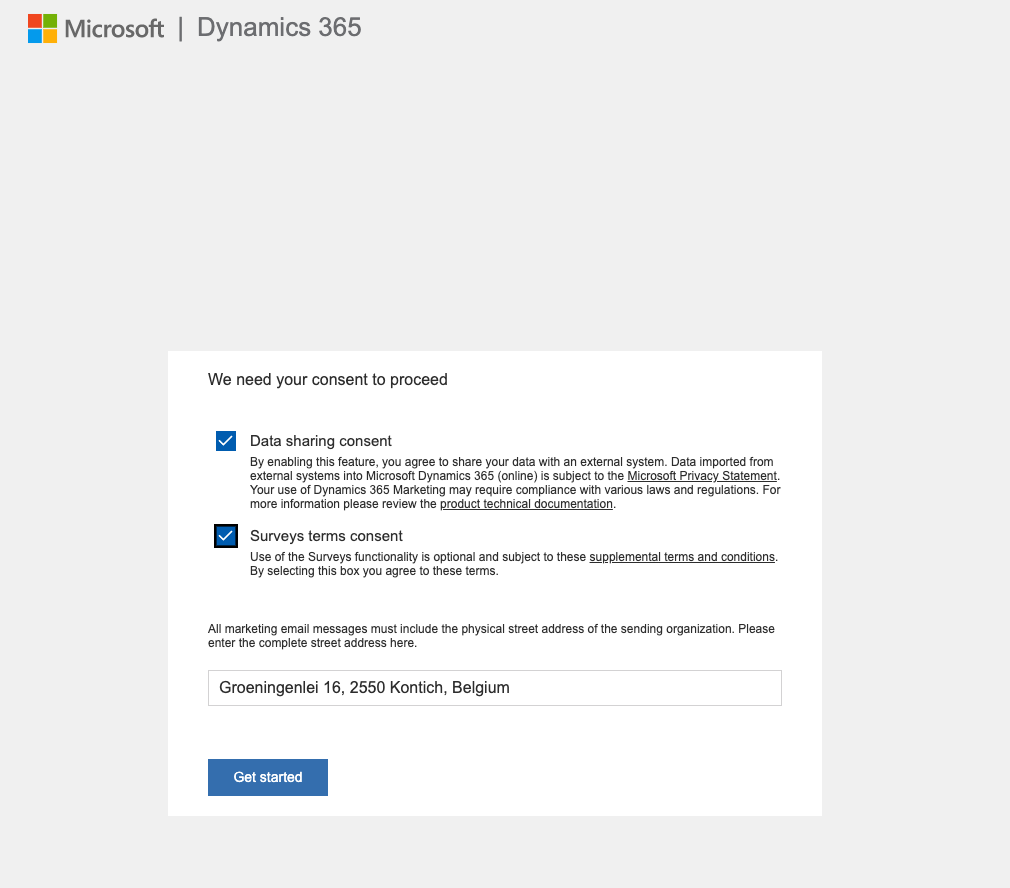 Microsoft | Dynamics 365
We need your consent to proceed
Data sharing consent
By enabling this feature, you agree to share your data with an external system. Data imported from
external systems into Microsoft Dynamics 365 (online) is subject to the Microsoft Privacy Statement.
Your use of Dynamics 365 Marketing may require compliance with various laws and regulations. For
more information please review the product technical documentation.
Surveys terms consent
Use of the Surveys functionality is optional and subject to these supplemental terms and conditions.
By selecting this box you agree to these terms.
All marketing email messages must include the physical street address of the sending organization. Please
enter the complete street address here.
Groeningenlei 16, 2550 Kontich, Belgium
Get started